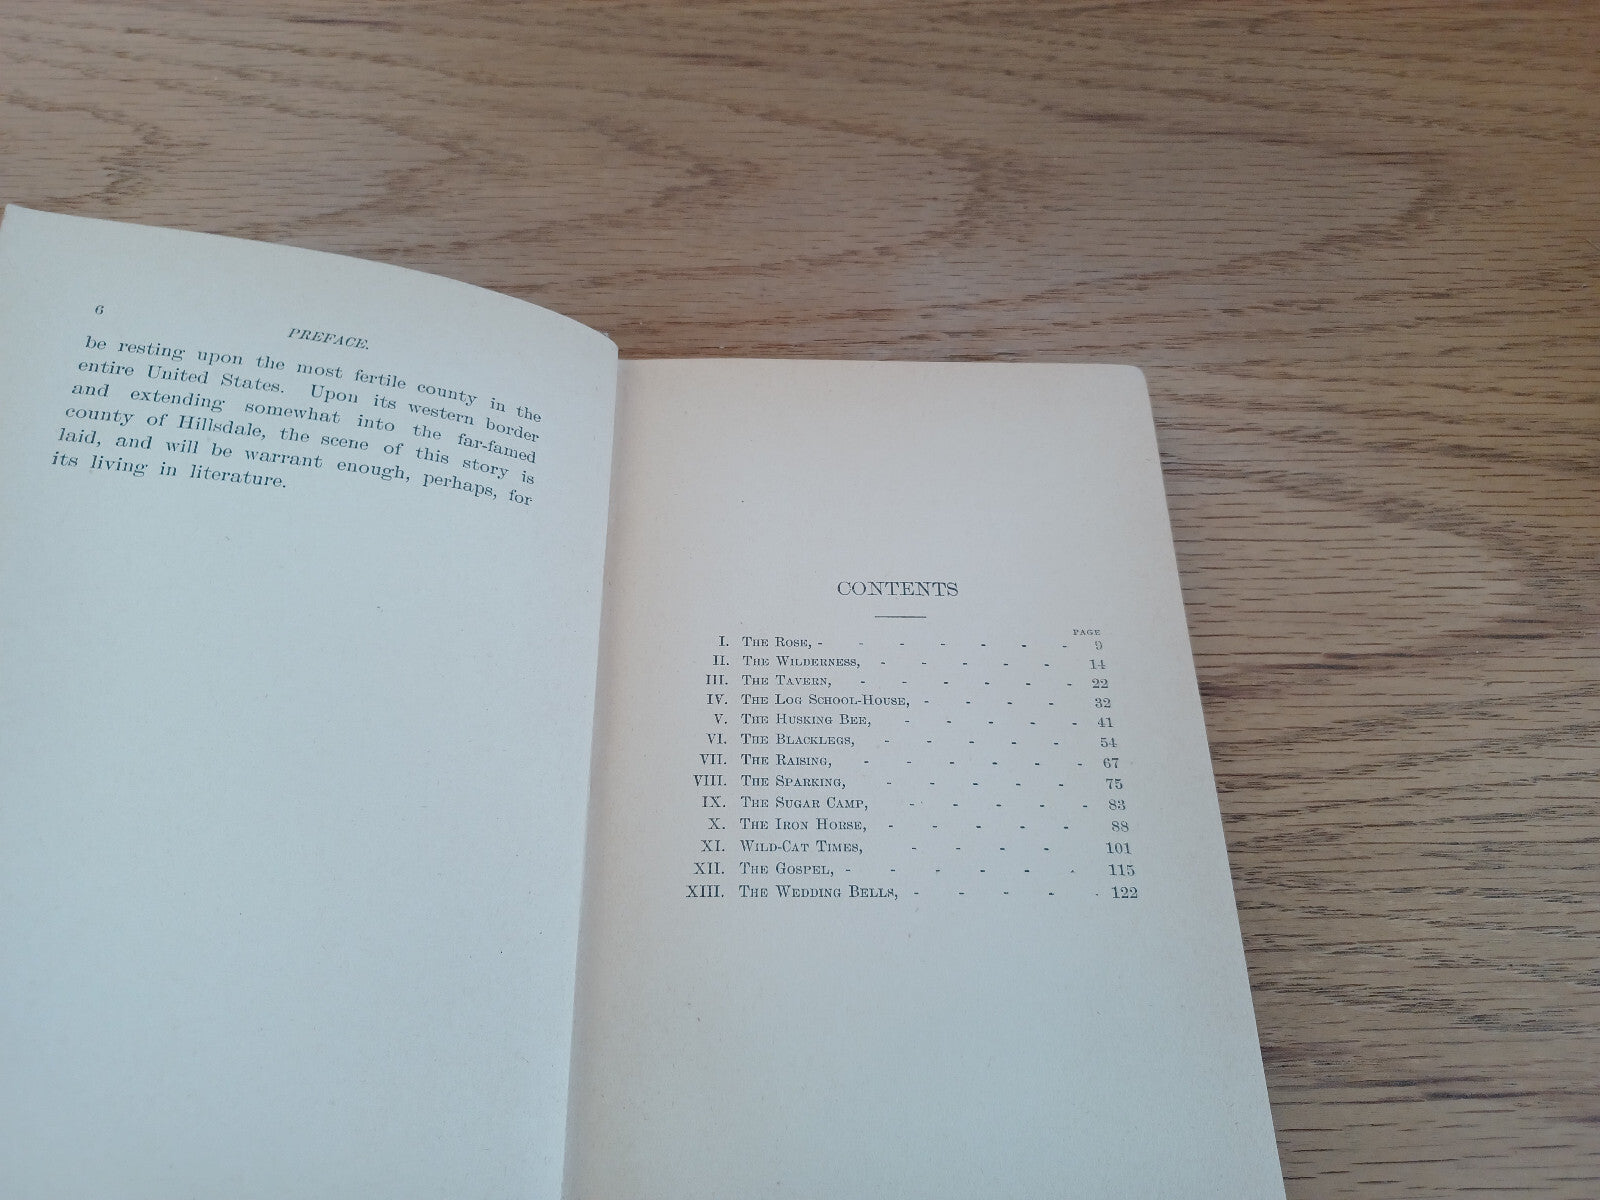 6
PREFACE.
be resting upon the most fertile county in the
entire United States. Upon its western border
and extending somewhat into the far-famed
county of Hillsdale, the scene of this story is
laid, and will be warrant enough, perhaps, for
its living in literature.
CONTENTS
PAGE
I. The Rose, - - - - - - - 9
II. The Wilderness, - - - - - 14
III. The Tavern, - - - - - - 22
IV. The Log School-House, - - - - 32
V. The Husking Bee, - - - - - 41
VI. The Blacklegs, - - - - - 54
VII. The Raising, - - - - - - 67
VIII. The Sparking, - - - - - 75
IX. The Sugar Camp, - - - - - 83
X. The Iron Horse, - - - - - 88
XI. Wild-Cat Times, - - - - 101
XII. The Gospel, - - - - - - 115
XIII. The Wedding Bells, - - - - - 122